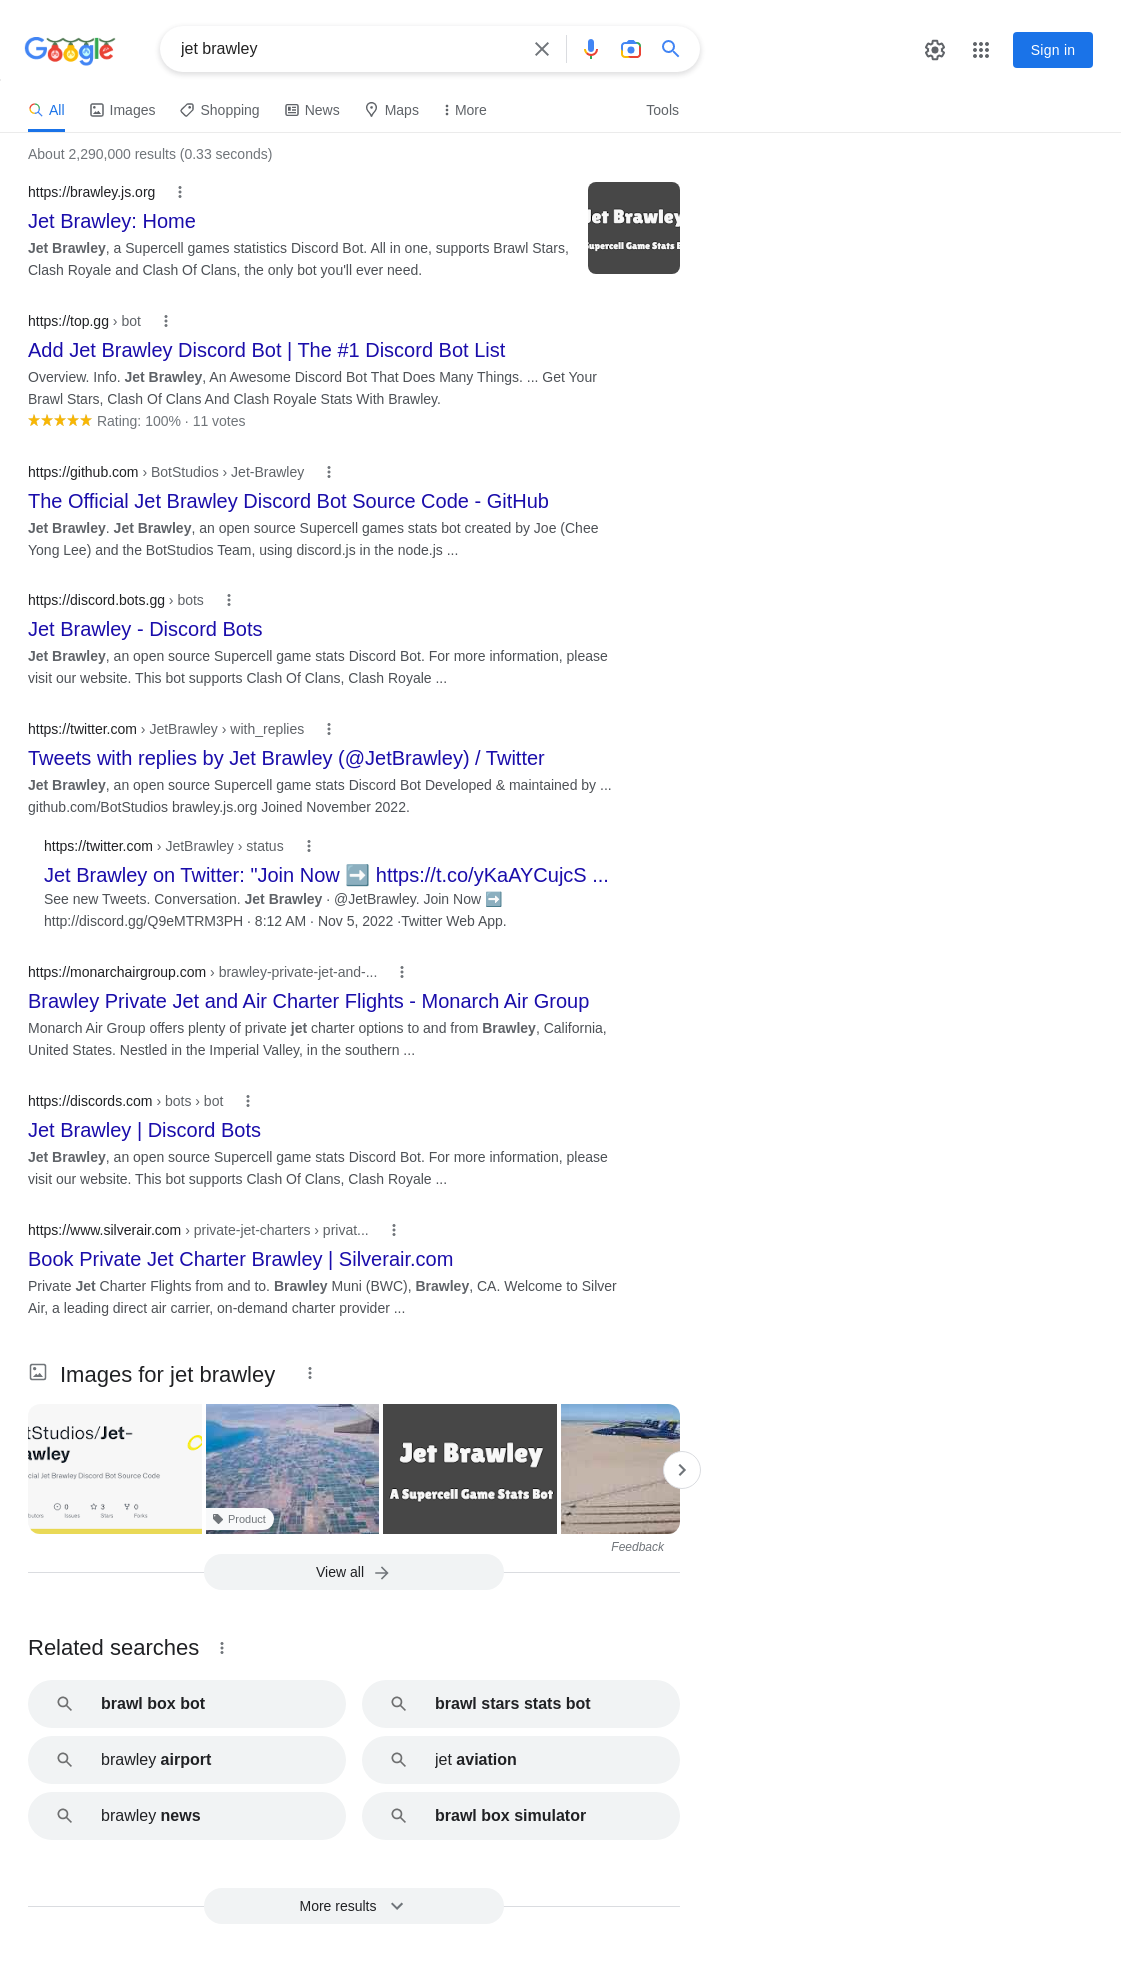 Google
jet brawley
Sign in
All
Images
Shopping
News
Maps
More
Tools
About 2,290,000 results (0.33 seconds)
https://brawley.js.org
Jet Brawley: Home
Jet Brawley, a Supercell games statistics Discord Bot. All in one, supports Brawl Stars,
Clash Royale and Clash Of Clans, the only bot you'll ever need.
Jet Brawley
Supercell Game Stats B
https://top.gg › bot
Add Jet Brawley Discord Bot | The #1 Discord Bot List
Overview. Info. Jet Brawley, An Awesome Discord Bot That Does Many Things. ... Get Your
Brawl Stars, Clash Of Clans And Clash Royale Stats With Brawley.
Rating: 100% · 11 votes
https://github.com › BotStudios › Jet-Brawley
The Official Jet Brawley Discord Bot Source Code - GitHub
Jet Brawley. Jet Brawley, an open source Supercell games stats bot created by Joe (Chee
Yong Lee) and the BotStudios Team, using discord.js in the node.js ...
https://discord.bots.gg › bots
Jet Brawley - Discord Bots
Jet Brawley, an open source Supercell game stats Discord Bot. For more information, please
visit our website. This bot supports Clash Of Clans, Clash Royale ...
https://twitter.com › JetBrawley › with_replies
Tweets with replies by Jet Brawley (@JetBrawley) / Twitter
Jet Brawley, an open source Supercell game stats Discord Bot Developed & maintained by ...
github.com/BotStudios brawley.js.org Joined November 2022.
https://twitter.com › JetBrawley › status
Jet Brawley on Twitter: "Join Now ➡️ https://t.co/yKaAYCujcS ...
See new Tweets. Conversation. Jet Brawley · @JetBrawley. Join Now ➡️
http://discord.gg/Q9eMTRM3PH · 8:12 AM · Nov 5, 2022 ·Twitter Web App.
https://monarchairgroup.com › brawley-private-jet-and-...
Brawley Private Jet and Air Charter Flights - Monarch Air Group
Monarch Air Group offers plenty of private jet charter options to and from Brawley, California,
United States. Nestled in the Imperial Valley, in the southern ...
https://discords.com › bots › bot
Jet Brawley | Discord Bots
Jet Brawley, an open source Supercell game stats Discord Bot. For more information, please
visit our website. This bot supports Clash Of Clans, Clash Royale ...
https://www.silverair.com › private-jet-charters › privat...
Book Private Jet Charter Brawley | Silverair.com
Private Jet Charter Flights from and to. Brawley Muni (BWC), Brawley, CA. Welcome to Silver
Air, a leading direct air carrier, on-demand charter provider ...
Images for jet brawley
tStudios/Jet-
awley
cial Jet Brawley Discord Bot Source Code
0 3 0
butors Issues Stars Forks
Product
Jet Brawley
A Supercell Game Stats Bot
Feedback
View all
Related searches
brawl box bot
brawl stars stats bot
brawley airport
jet aviation
brawley news
brawl box simulator
More results